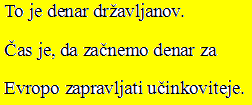 To je denar državljanov.
Čas je, da začnemo denar za
Evropo zapravljati učinkoviteje.